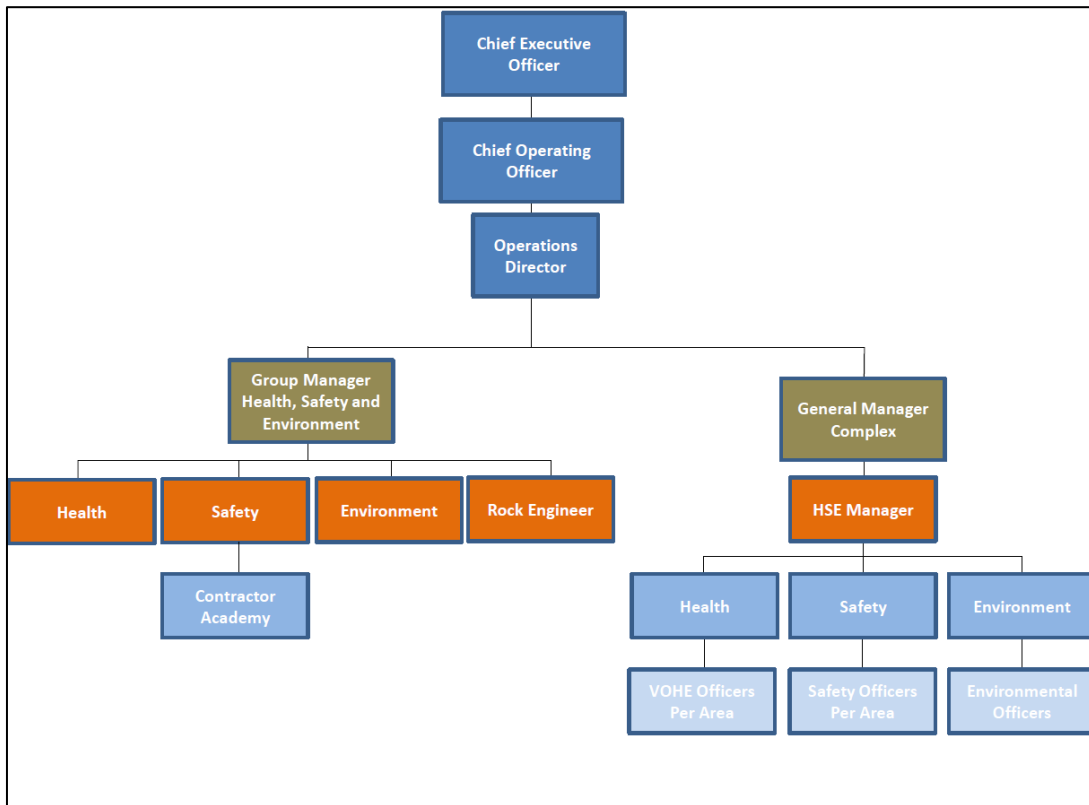 Chief Executive
Officer
Chief Operating
Officer
Operations
Director
Group Manager
Health, Safety and
Environment
General Manager
Complex
Health
Safety
Environment
Rock Engineer
HSE Manager
Contractor
Academy
Health
Safety
Environment
VOHE Officers
Per Area
Safety Officers
Per Area
Environmental
Officers